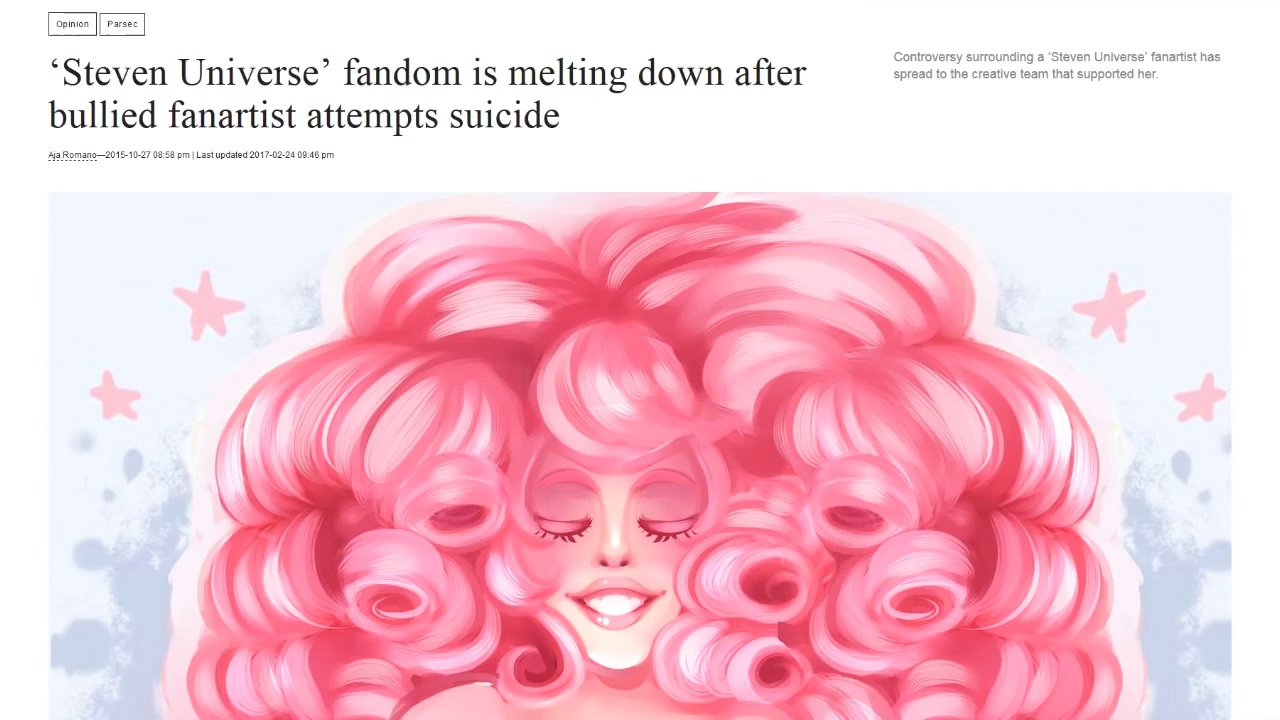 Opinion Parsec
‘Steven Universe’ fandom is melting down after
bullied fanartist attempts suicide
Aja Romano—2015-10-27 08:58 pm | Last updated 2017-02-24 09:46 pm
Controversy surrounding a ‘Steven Universe’ fanartist has
spread to the creative team that supported her.